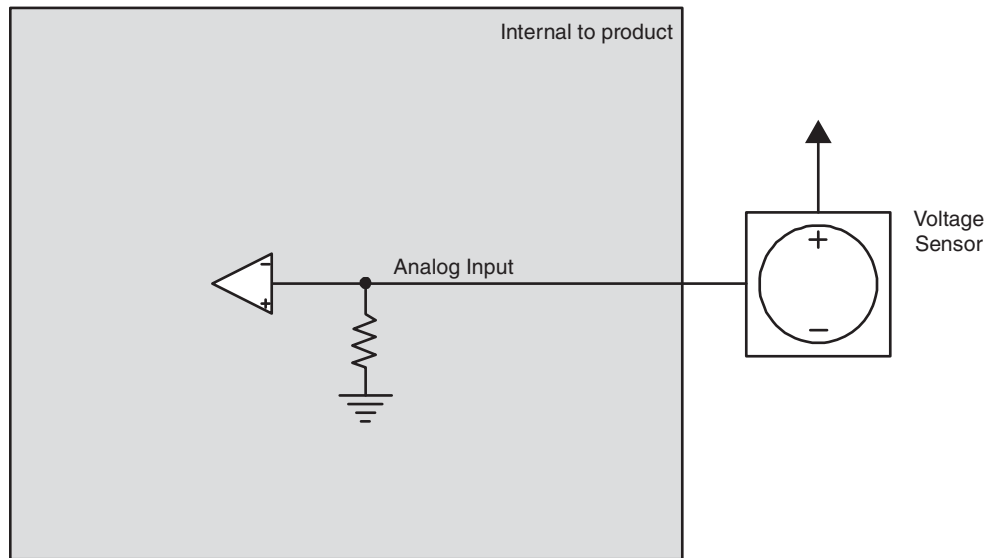 Internal to product
Voltage
Sensor
+
Analog Input
−
+
−